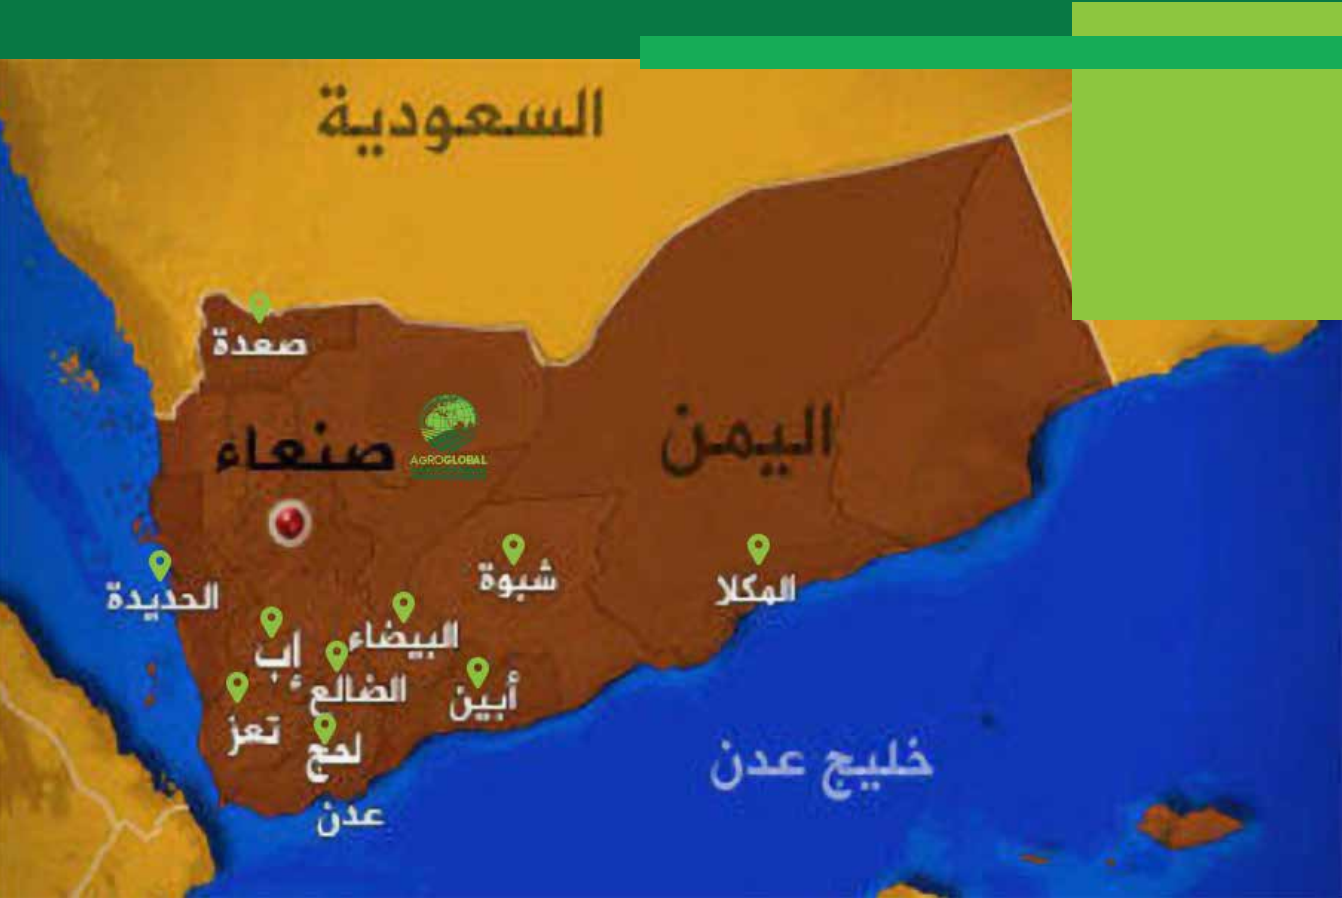 السعودية
صعدة
صنعاء
AGROGLOBAL
اليمن
الحديدة
شبوة
المكلا
إب
البيضاء
الضالع
أبين
تعز
لحج
عدن
خليج عدن